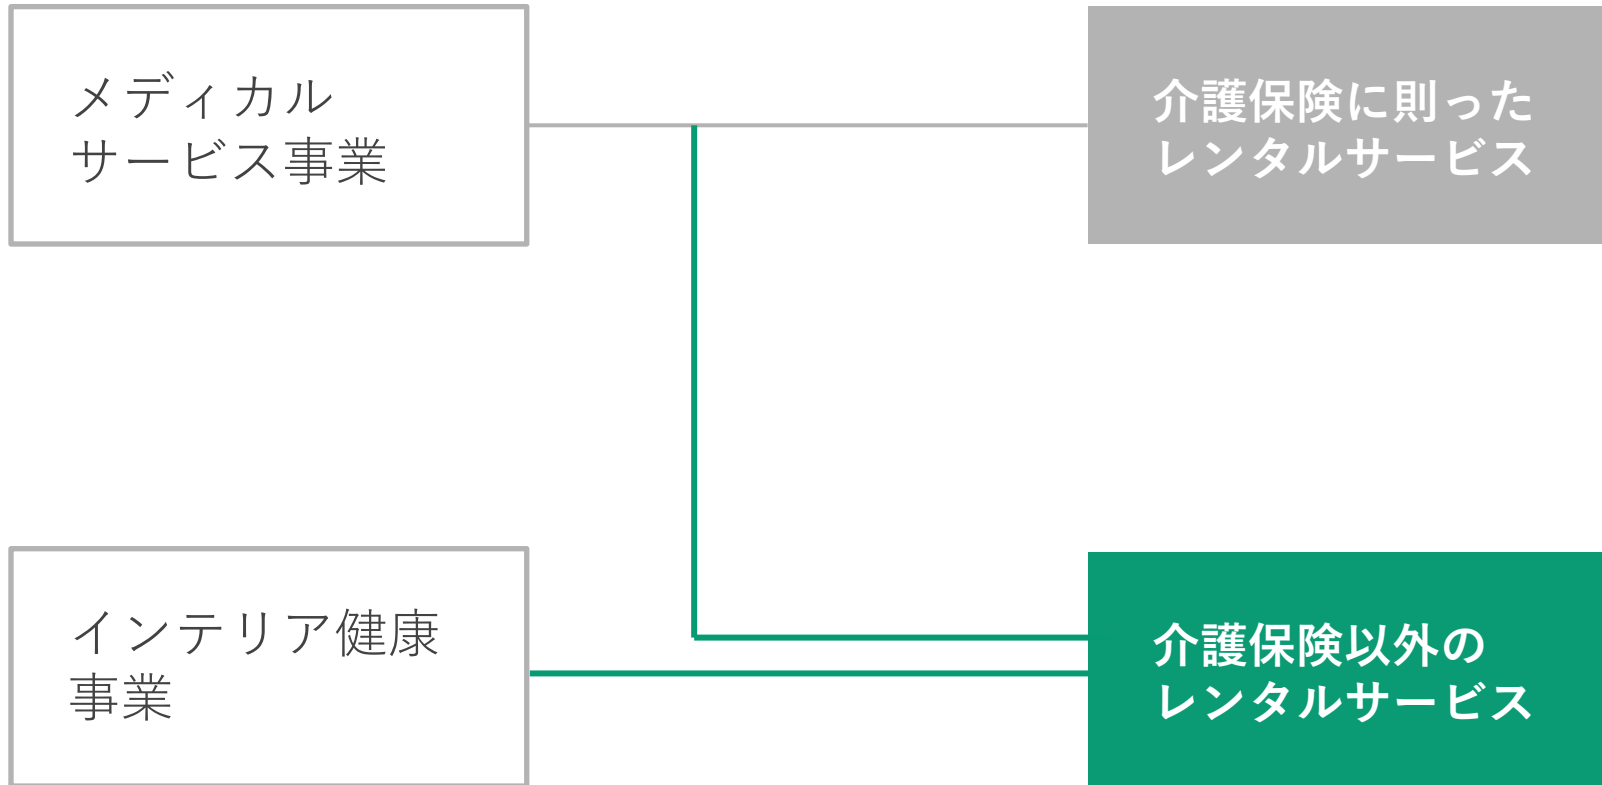 メディカル
サービス事業
介護保険に則った
レンタルサービス
インテリア健康
事業
介護保険以外の
レンタルサービス